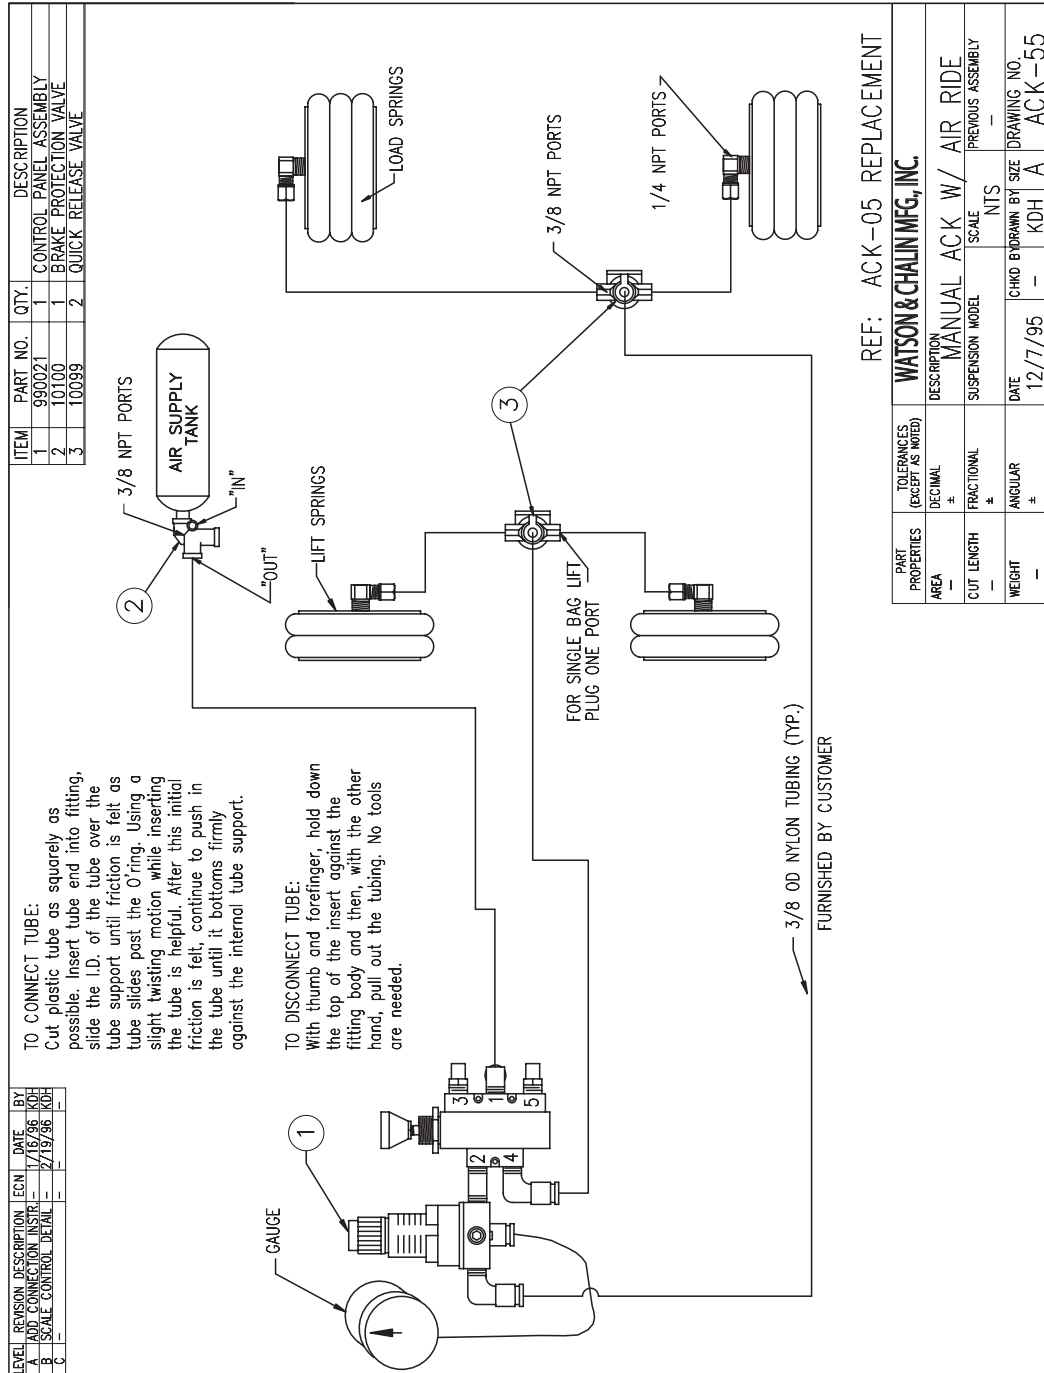 LEVEL REVISION DESCRIPTION ECN DATE BY
A ADD CONNECTION INSTR. – 1/16/96 KDH
B SCALE CONTROL DETAIL – 2/19/96 KDH
C – – – –
ITEM PART NO. QTY. DESCRIPTION
1 990021 1 CONTROL PANEL ASSEMBLY
2 10100 1 BRAKE PROTECTION VALVE
3 10099 2 QUICK RELEASE VALVE
TO CONNECT TUBE:
Cut plastic tube as squarely as
possible. Insert tube end into fitting,
slide the I.D. of the tube over the
tube support until friction is felt as
tube slides past the O'ring. Using a
slight twisting motion while inserting
the tube is helpful. After this initial
friction is felt, continue to push in
the tube until it bottoms firmly
against the internal tube support.
TO DISCONNECT TUBE:
With thumb and forefinger, hold down
the top of the insert against the
fitting body and then, with the other
hand, pull out the tubing. No tools
are needed.
2
3/8 NPT PORTS
AIR SUPPLY
TANK
"IN"
"OUT"
LIFT SPRINGS
LOAD SPRINGS
3/8 NPT PORTS
1/4 NPT PORTS
3
FOR SINGLE BAG LIFT
PLUG ONE PORT
GAUGE
1
2
4
3
1
5
3/8 OD NYLON TUBING (TYP.)
FURNISHED BY CUSTOMER
REF: ACK-05 REPLACEMENT
PART
PROPERTIES
AREA
–
CUT LENGTH
–
WEIGHT
–
TOLERANCES
(EXCEPT AS NOTED)
DECIMAL
±
FRACTIONAL
±
ANGULAR
±
WATSON & CHALIN MFG., INC.
DESCRIPTION
MANUAL ACK W/ AIR RIDE
SUSPENSION MODEL
SCALE
NTS
PREVIOUS ASSEMBLY
–
DATE
12/7/95
CHKD BY
–
DRAWN BY
KDH
SIZE
A
DRAWING NO.
ACK-55